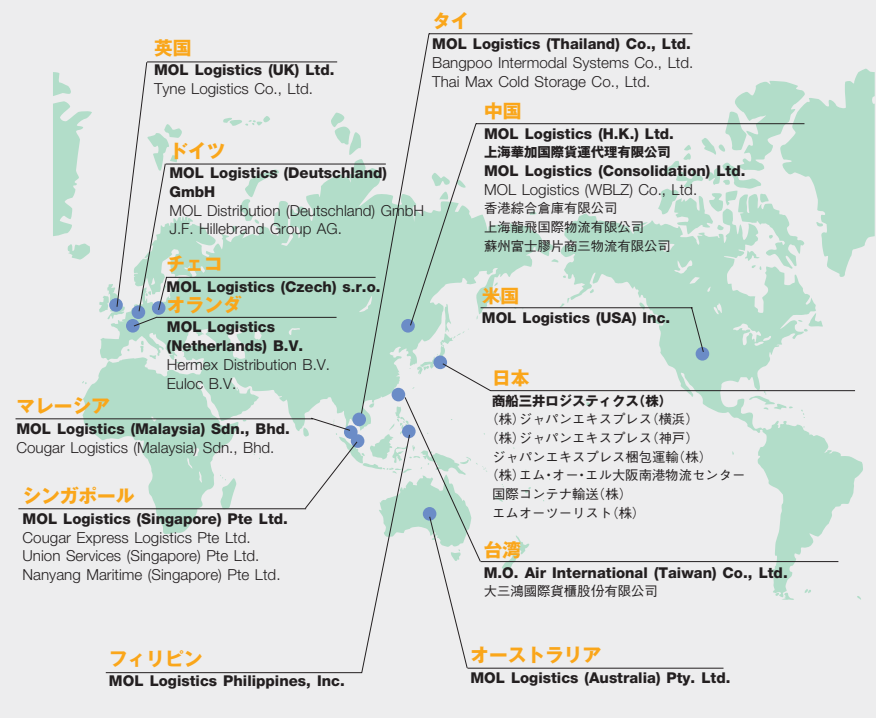 タイ
MOL Logistics (Thailand) Co., Ltd.
Bangpoo Intermodal Systems Co., Ltd.
Thai Max Cold Storage Co., Ltd.
英国
MOL Logistics (UK) Ltd.
Tyne Logistics Co., Ltd.
中国
MOL Logistics (H.K.) Ltd.
上海華加国際貨運代理有限公司
MOL Logistics (Consolidation) Ltd.
MOL Logistics (WBLZ) Co., Ltd.
香港綜合倉庫有限公司
上海龍飛国際物流有限公司
蘇州富士膠片商三物流有限公司
ドイツ
MOL Logistics (Deutschland)
GmbH
MOL Distribution (Deutschland) GmbH
J.F. Hillebrand Group AG.
チェコ
MOL Logistics (Czech) s.r.o.
オランダ
MOL Logistics
(Netherlands) B.V.
Hermex Distribution B.V.
Euloc B.V.
米国
MOL Logistics (USA) Inc.
日本
商船三井ロジスティクス(株)
(株)ジャパンエキスプレス(横浜)
(株)ジャパンエキスプレス(神戸)
ジャパンエキスプレス梱包運輸(株)
(株)エム・オー・エル大阪南港物流センター
国際コンテナ輸送(株)
エムオーツーリスト(株)
マレーシア
MOL Logistics (Malaysia) Sdn., Bhd.
Cougar Logistics (Malaysia) Sdn., Bhd.
シンガポール
MOL Logistics (Singapore) Pte Ltd.
Cougar Express Logistics Pte Ltd.
Union Services (Singapore) Pte Ltd.
Nanyang Maritime (Singapore) Pte Ltd.
台湾
M.O. Air International (Taiwan) Co., Ltd.
大三鴻國際貨櫃股份有限公司
フィリピン
MOL Logistics Philippines, Inc.
オーストラリア
MOL Logistics (Australia) Pty. Ltd.